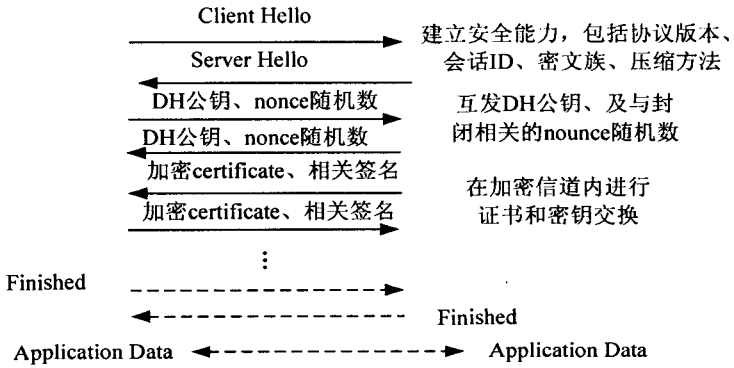 Client Hello
建立安全能力，包括协议版本、
Server Hello
会话ID、密文族、压缩方法
DH公钥、nonce随机数
互发DH公钥、及与封
DH公钥、nonce随机数
闭相关的nounce随机数
加密certificate、相关签名
在加密信道内进行
加密certificate、相关签名
证书和密钥交换
⋮
Finished
Finished
Application Data
Application Data